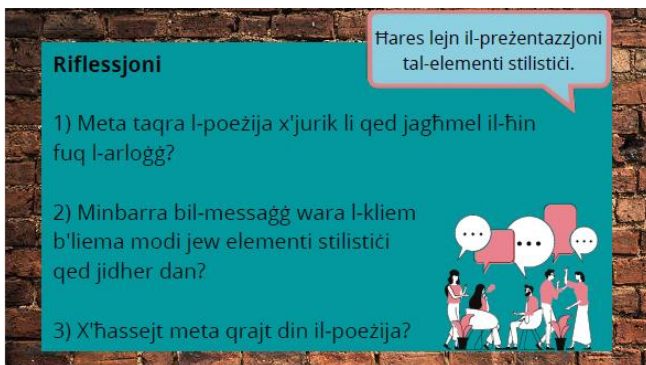 Ħares lejn il-preżentazzjoni
tal-elementi stilistiċi.
Riflessjoni
1) Meta taqra l-poeżija x'jurik li qed jagħmel il-ħin
fuq l-arloġġ?
2) Minbarra bil-messaġġ wara l-kliem
b'liema modi jew elementi stilistiċi
qed jidher dan?
3) X'ħassejt meta qrajt din il-poeżija?